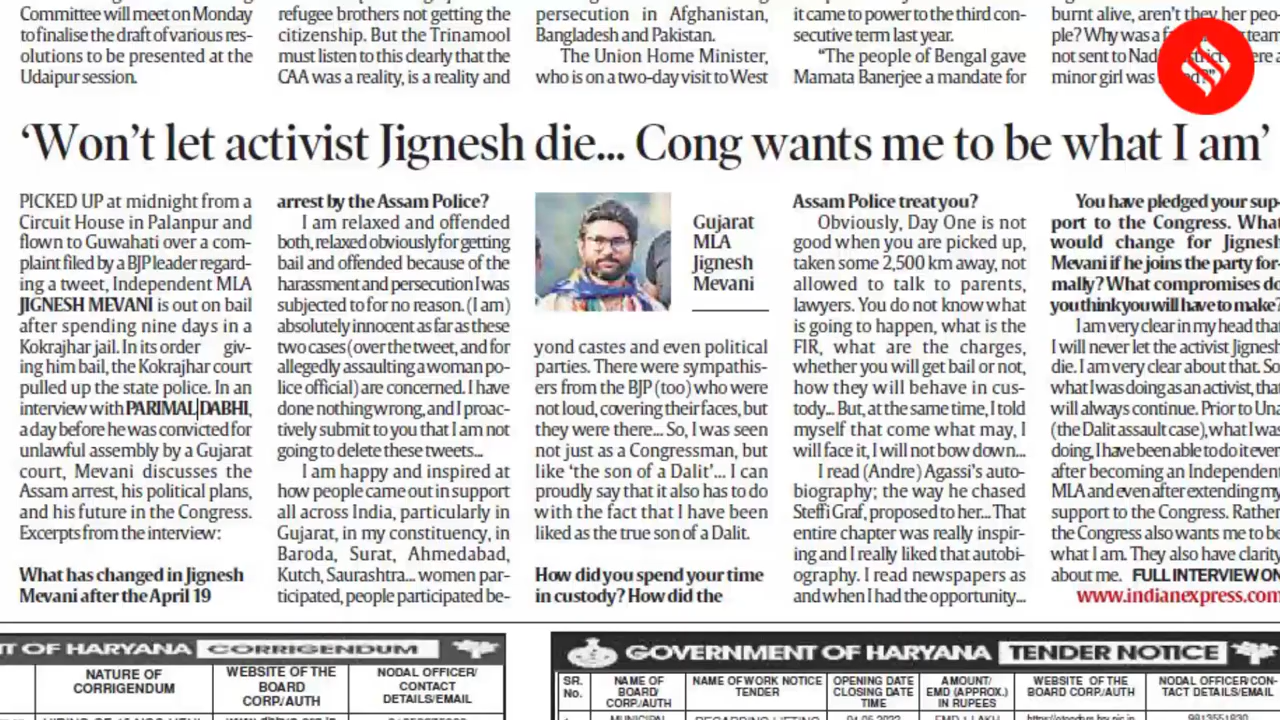 Committee will meet on Monday
to finalise the draft of various res-
olutions to be presented at the
Udaipur session.
refugee brothers not getting the
citizenship. But the Trinamool
must listen to this clearly that the
CAA was a reality, is a reality and
persecution in Afghanistan,
Bangladesh and Pakistan.
The Union Home Minister,
who is on a two-day visit to West
it came to power to the third con-
secutive term last year.
“The people of Bengal gave
Mamata Banerjee a mandate for
burnt alive, aren't they her peo-
ple? Why was a team
not sent to
minor girl was
‘Won’t let activist Jignesh die... Cong wants me to be what I am’
PICKED UP at midnight from a
Circuit House in Palanpur and
flown to Guwahati over a com-
plaint filed by a BJP leader regard-
ing a tweet, Independent MLA
JIGNESH MEVANI is out on bail
after spending nine days in a
Kokrajhar jail. In its order giv-
ing him bail, the Kokrajhar court
pulled up the state police. In an
interview with PARIMAL DABHI,
a day before he was convicted for
unlawful assembly by a Gujarat
court, Mevani discusses the
Assam arrest, his political plans,
and his future in the Congress.
Excerpts from the interview:
What has changed in Jignesh
Mevani after the April 19
arrest by the Assam Police?
I am relaxed and offended
both, relaxed obviously for getting
bail and offended because of the
harassment and persecution I was
subjected to for no reason. (I am)
absolutely innocent as far as these
two cases (over the tweet, and for
allegedly assaulting a woman po-
lice official) are concerned. I have
done nothing wrong, and I proac-
tively submit to you that I am not
going to delete these tweets...
I am happy and inspired at
how people came out in support
all across India, particularly in
Gujarat, in my constituency, in
Baroda, Surat, Ahmedabad,
Kutch, Saurashtra... women par-
ticipated, people participated be-
Gujarat
MLA
Jignesh
Mevani
yond castes and even political
parties. There were sympathis-
ers from the BJP (too) who were
not loud, covering their faces, but
they were there... So, I was seen
not just as a Congressman, but
like ‘the son of a Dalit’... I can
proudly say that it also has to do
with the fact that I have been
liked as the true son of a Dalit.
How did you spend your time
in custody? How did the
Assam Police treat you?
Obviously, Day One is not
good when you are picked up,
taken some 2,500 km away, not
allowed to talk to parents,
lawyers. You do not know what
is going to happen, what is the
FIR, what are the charges,
whether you will get bail or not,
how they will behave in cus-
tody... But, at the same time, I told
myself that come what may, I
will face it, I will not bow down...
I read (Andre) Agassi's auto-
biography; the way he chased
Steffi Graf, proposed to her... That
entire chapter was really inspir-
ing and I really liked that autobi-
ography. I read newspapers as
and when I had the opportunity...
You have pledged your sup-
port to the Congress. What
would change for Jignesh
Mevani if he joins the party for-
mally? What compromises do
you think you will have to make?
I am very clear in my head that
I will never let the activist Jignesh
die. I am very clear about that. So
what I was doing as an activist, that
will always continue. Prior to Una
(the Dalit assault case), what I was
doing, I have been able to do it even
after becoming an Independent
MLA and even after extending my
support to the Congress. Rather
the Congress also wants me to be
what I am. They also have clarity
about me. FULL INTERVIEW ON
www.indianexpress.com
T OF HARYANA CORRIGENDUM
NATURE OF
CORRIGENDUM
WEBSITE OF THE
BOARD
CORP/AUTH
NODAL OFFICER/
CONTACT
DETAILS/EMAIL
GOVERNMENT OF HARYANA TENDER NOTICE
SR.
No.
NAME OF
BOARD/
CORP./AUTH
NAME OF WORK NOTICE
TENDER
OPENING DATE
CLOSING DATE
TIME
AMOUNT/
EMD (APPROX.)
IN RUPEES
WEBSITE OF THE
BOARD CORP/AUTH
NODAL OFFICER/CON-
TACT DETAILS/EMAIL